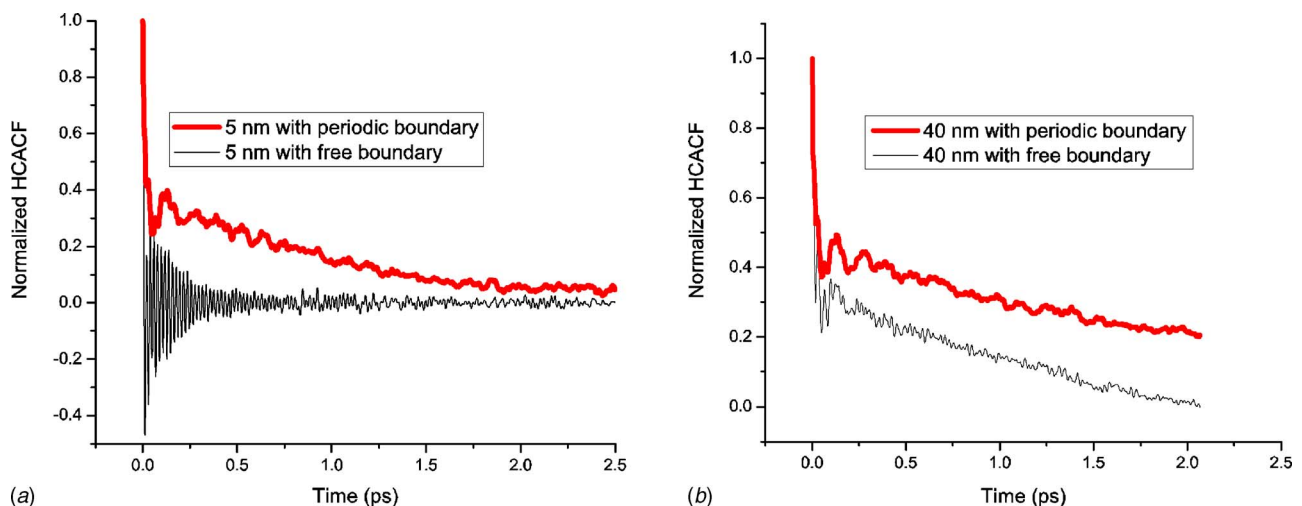 1.0
0.8
0.6
0.4
0.2
0.0
-0.2
-0.4
Normalized HCACF
5 nm with periodic boundary
5 nm with free boundary
0.0 0.5 1.0 1.5 2.0 2.5
Time (ps)
(a)
1.0
0.8
0.6
0.4
0.2
0.0
Normalized HCACF
40 nm with periodic boundary
40 nm with free boundary
0.0 0.5 1.0 1.5 2.0 2.5
Time (ps)
(b)